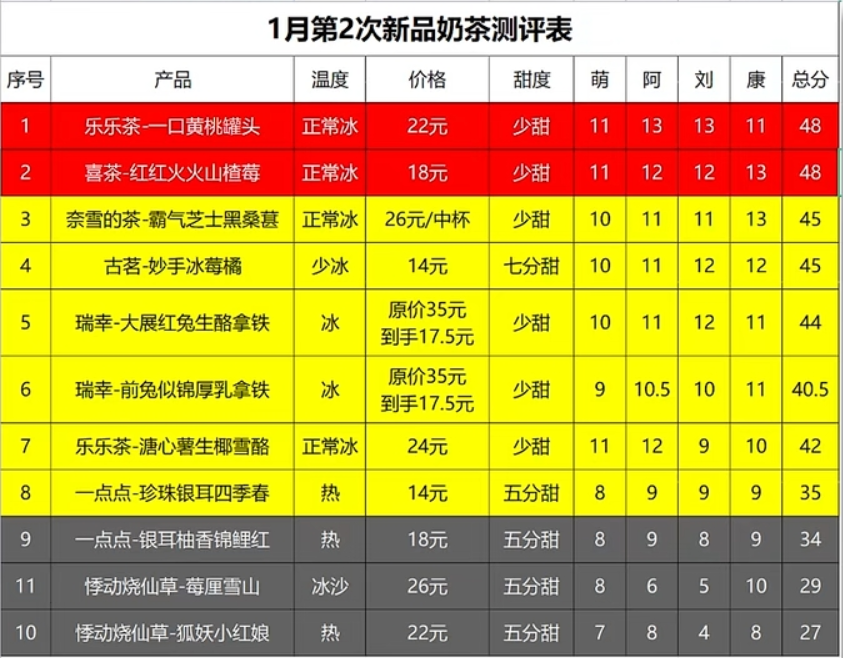 1月第2次新品奶茶测评表
序号 产品 温度 价格 甜度 萌 阿 刘 康 总分
1 乐乐茶-一口黄桃罐头 正常冰 22元 少甜 11 13 13 11 48
2 喜茶-红红火火山楂莓 正常冰 18元 少甜 11 12 12 13 48
3 奈雪的茶-霸气芝士黑桑葚 正常冰 26元/中杯 少甜 10 11 11 13 45
4 古茗-妙手冰莓橘 少冰 14元 七分甜 10 11 12 12 45
5 瑞幸-大展红兔生酪拿铁 冰 原价35元 少甜 10 11 12 11 44
到手17.5元
6 瑞幸-前兔似锦厚乳拿铁 冰 原价35元 少甜 9 10.5 10 11 40.5
到手17.5元
7 乐乐茶-溏心薯生椰雪酪 正常冰 24元 少甜 11 12 9 10 42
8 一点点-珍珠银耳四季春 热 14元 五分甜 8 9 9 9 35
9 一点点-银耳柚香锦鲤红 热 18元 五分甜 8 9 8 9 34
11 悸动烧仙草-莓厘雪山 冰沙 26元 五分甜 8 6 5 10 29
10 悸动烧仙草-狐妖小红娘 热 22元 五分甜 7 8 4 8 27